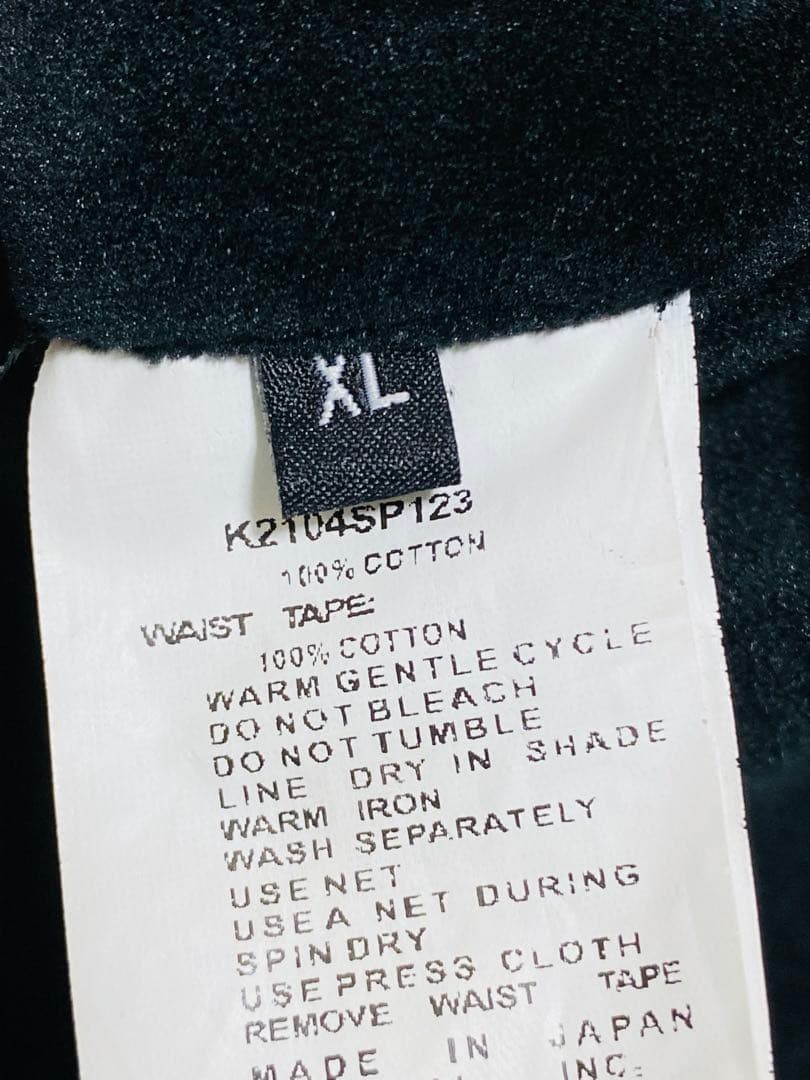 XL
K2104SP123
100% COTTON
WAIST TAPE:
100% COTTON
WARM GENTLE CYCLE
DO NOT BLEACH
DO NOT TUMBLE
LINE DRY IN SHADE
WARM IRON
WASH SEPARATELY
USE NET
USE A NET DURING
SPIN DRY
USE PRESS CLOTH
REMOVE WAIST TAPE
MADE IN JAPAN
INC.